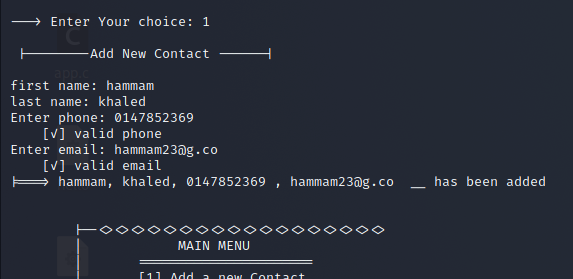 ───> Enter Your choice: 1
├────────Add New Contact ──────┤
first name: hammam
last name: khaled
Enter phone: 0147852369
[√] valid phone
Enter email: hammam23@g.co
[√] valid email
╞═══> hammam, khaled, 0147852369 , hammam23@g.co __ has been added
├──<><><><><><><><><><><><><><><><><><>
│ MAIN MENU
│ ======================
│ [1] Add a new Contact